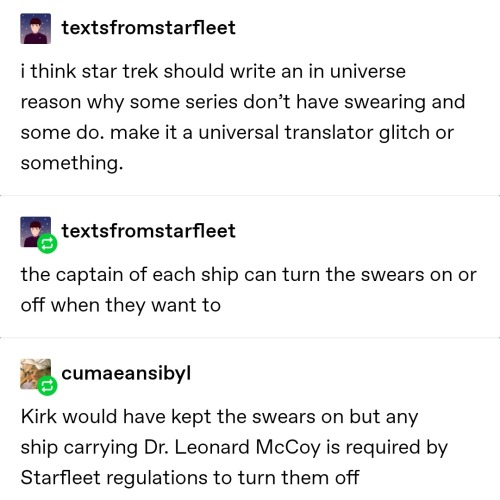 textsfromstarfleet
i think star trek should write an in universe
reason why some series don't have swearing and
some do. make it a universal translator glitch or
something.
textsfromstarfleet
the captain of each ship can turn the swears on or
off when they want to
cumaeansibyl
Kirk would have kept the swears on but any
ship carrying Dr. Leonard McCoy is required by
Starfleet regulations to turn them off